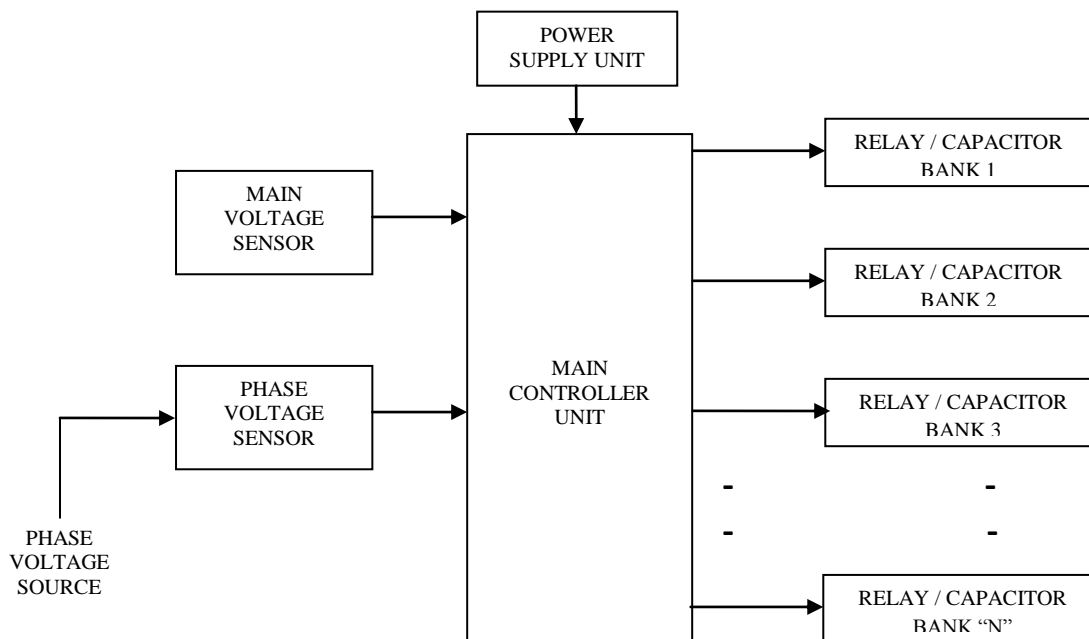 POWER
SUPPLY UNIT
RELAY / CAPACITOR
BANK 1
MAIN
VOLTAGE
SENSOR
RELAY / CAPACITOR
BANK 2
PHASE
VOLTAGE
SENSOR
MAIN
CONTROLLER
UNIT
RELAY / CAPACITOR
BANK 3
- -
- -
PHASE
VOLTAGE
SOURCE
RELAY / CAPACITOR
BANK “N”